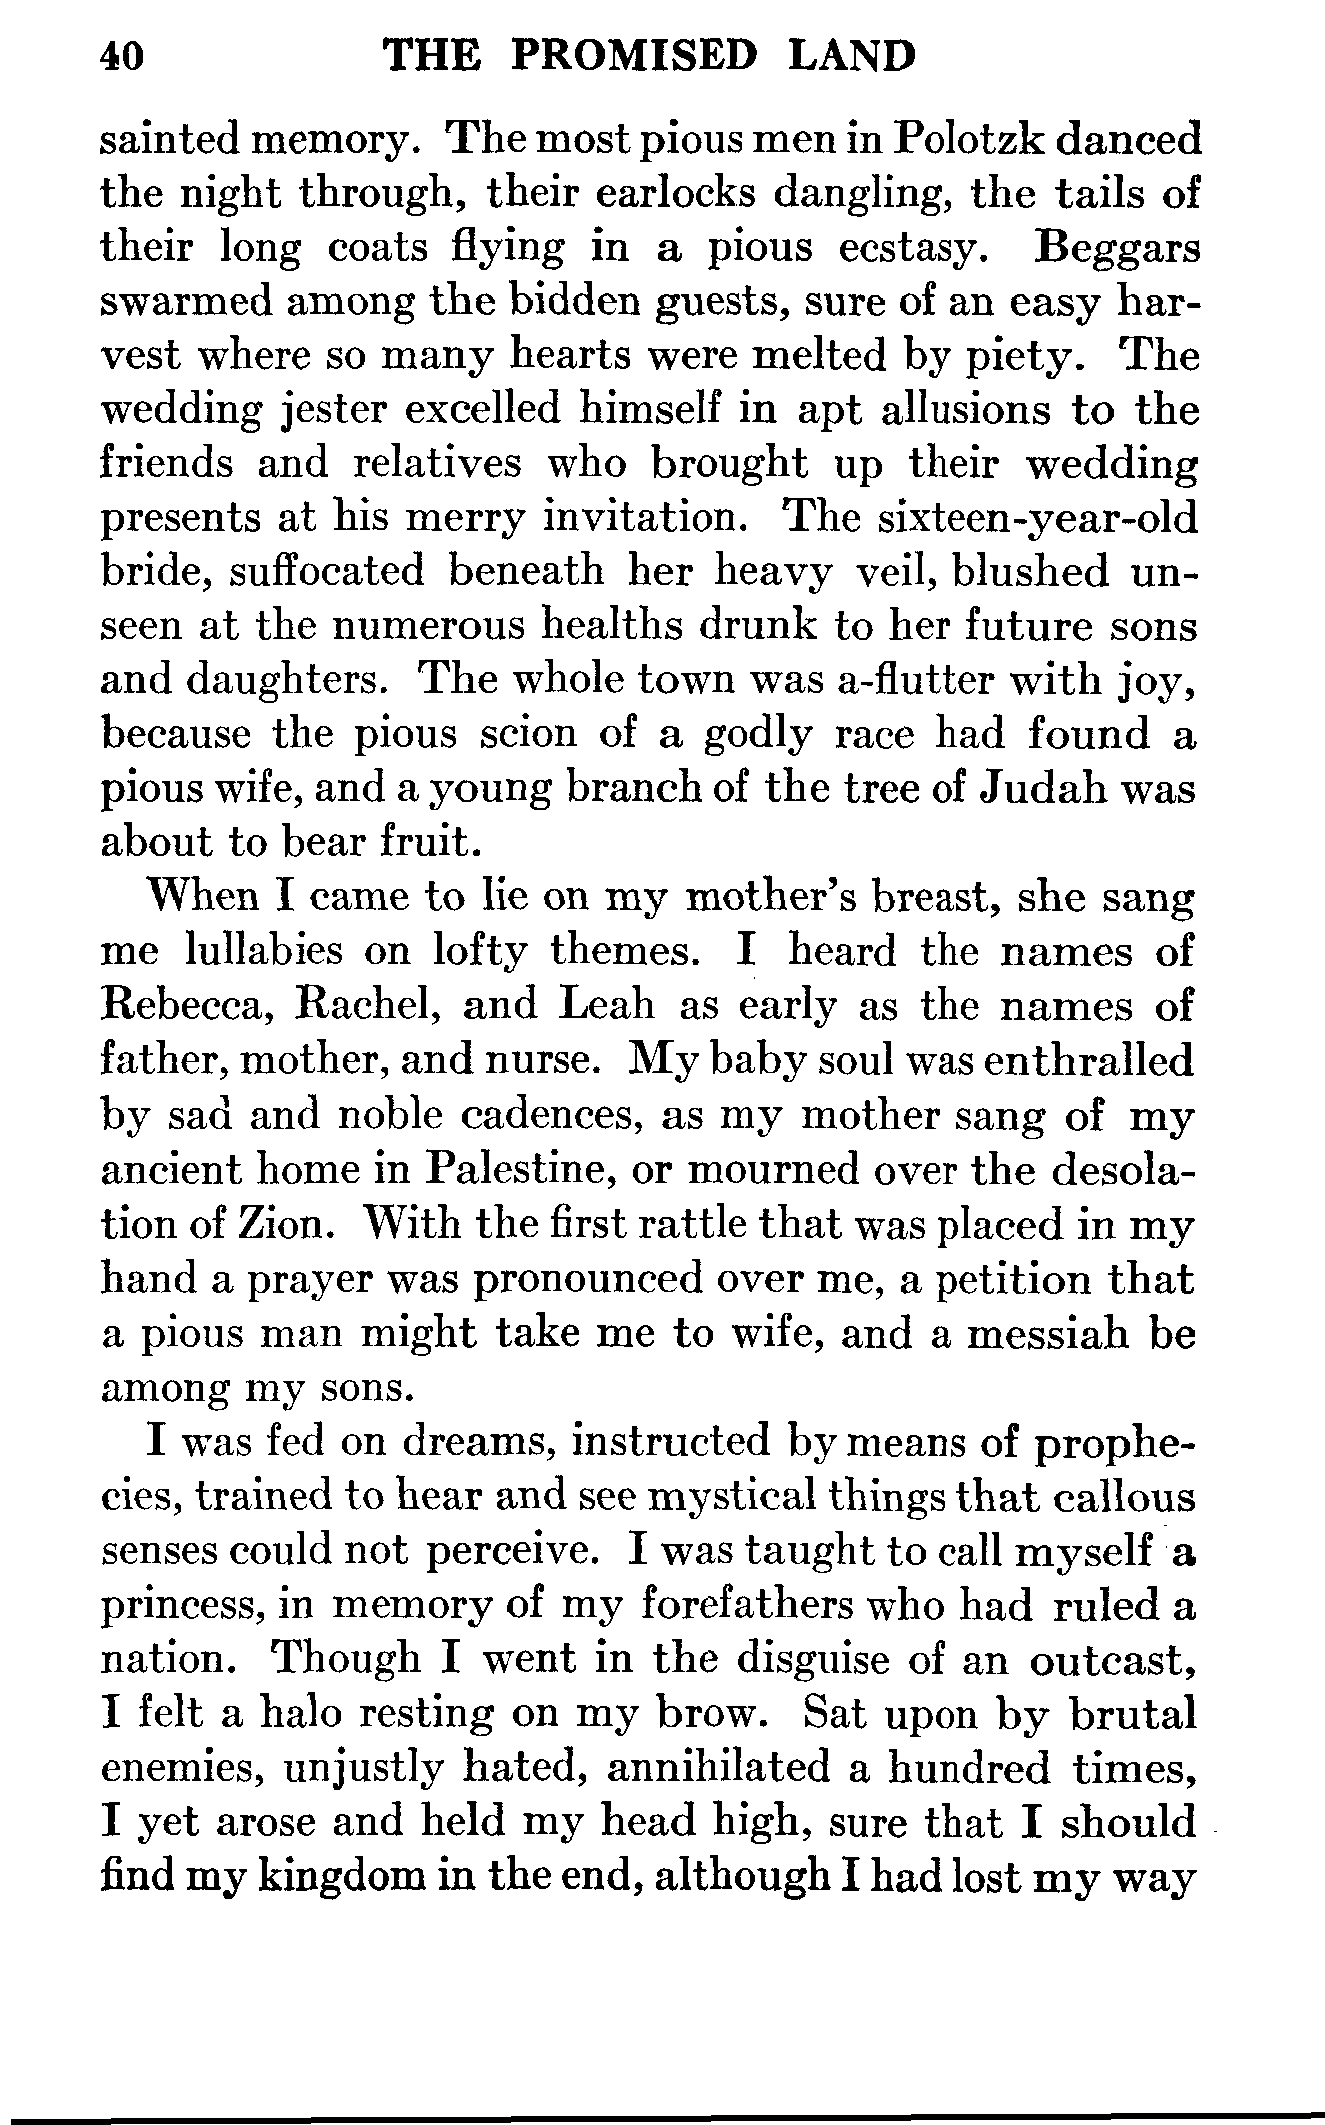 40 THE PROMISED LAND
sainted memory. The most pious men in Polotzk danced
the night through, their earlocks dangling, the tails of
their long coats flying in a pious ecstasy. Beggars
swarmed among the bidden guests, sure of an easy har-
vest where so many hearts were melted by piety. The
wedding jester excelled himself in apt allusions to the
friends and relatives who brought up their wedding
presents at his merry invitation. The sixteen-year-old
bride, suffocated beneath her heavy veil, blushed un-
seen at the numerous healths drunk to her future sons
and daughters. The whole town was a-flutter with joy,
because the pious scion of a godly race had found a
pious wife, and a young branch of the tree of Judah was
about to bear fruit.
When I came to lie on my mother's breast, she sang
me lullabies on lofty themes. I heard the names of
Rebecca, Rachel, and Leah as early as the names of
father, mother, and nurse. My baby soul was enthralled
by sad and noble cadences, as my mother sang of my
ancient home in Palestine, or mourned over the desola-
tion of Zion. With the first rattle that was placed in my
hand a prayer was pronounced over me, a petition that
a pious man might take me to wife, and a messiah be
among my sons.
I was fed on dreams, instructed by means of prophe-
cies, trained to hear and see mystical things that callous
senses could not perceive. I was taught to call myself a
princess, in memory of my forefathers who had ruled a
nation. Though I went in the disguise of an outcast,
I felt a halo resting on my brow. Sat upon by brutal
enemies, unjustly hated, annihilated a hundred times,
I yet arose and held my head high, sure that I should
find my kingdom in the end, although I had lost my way